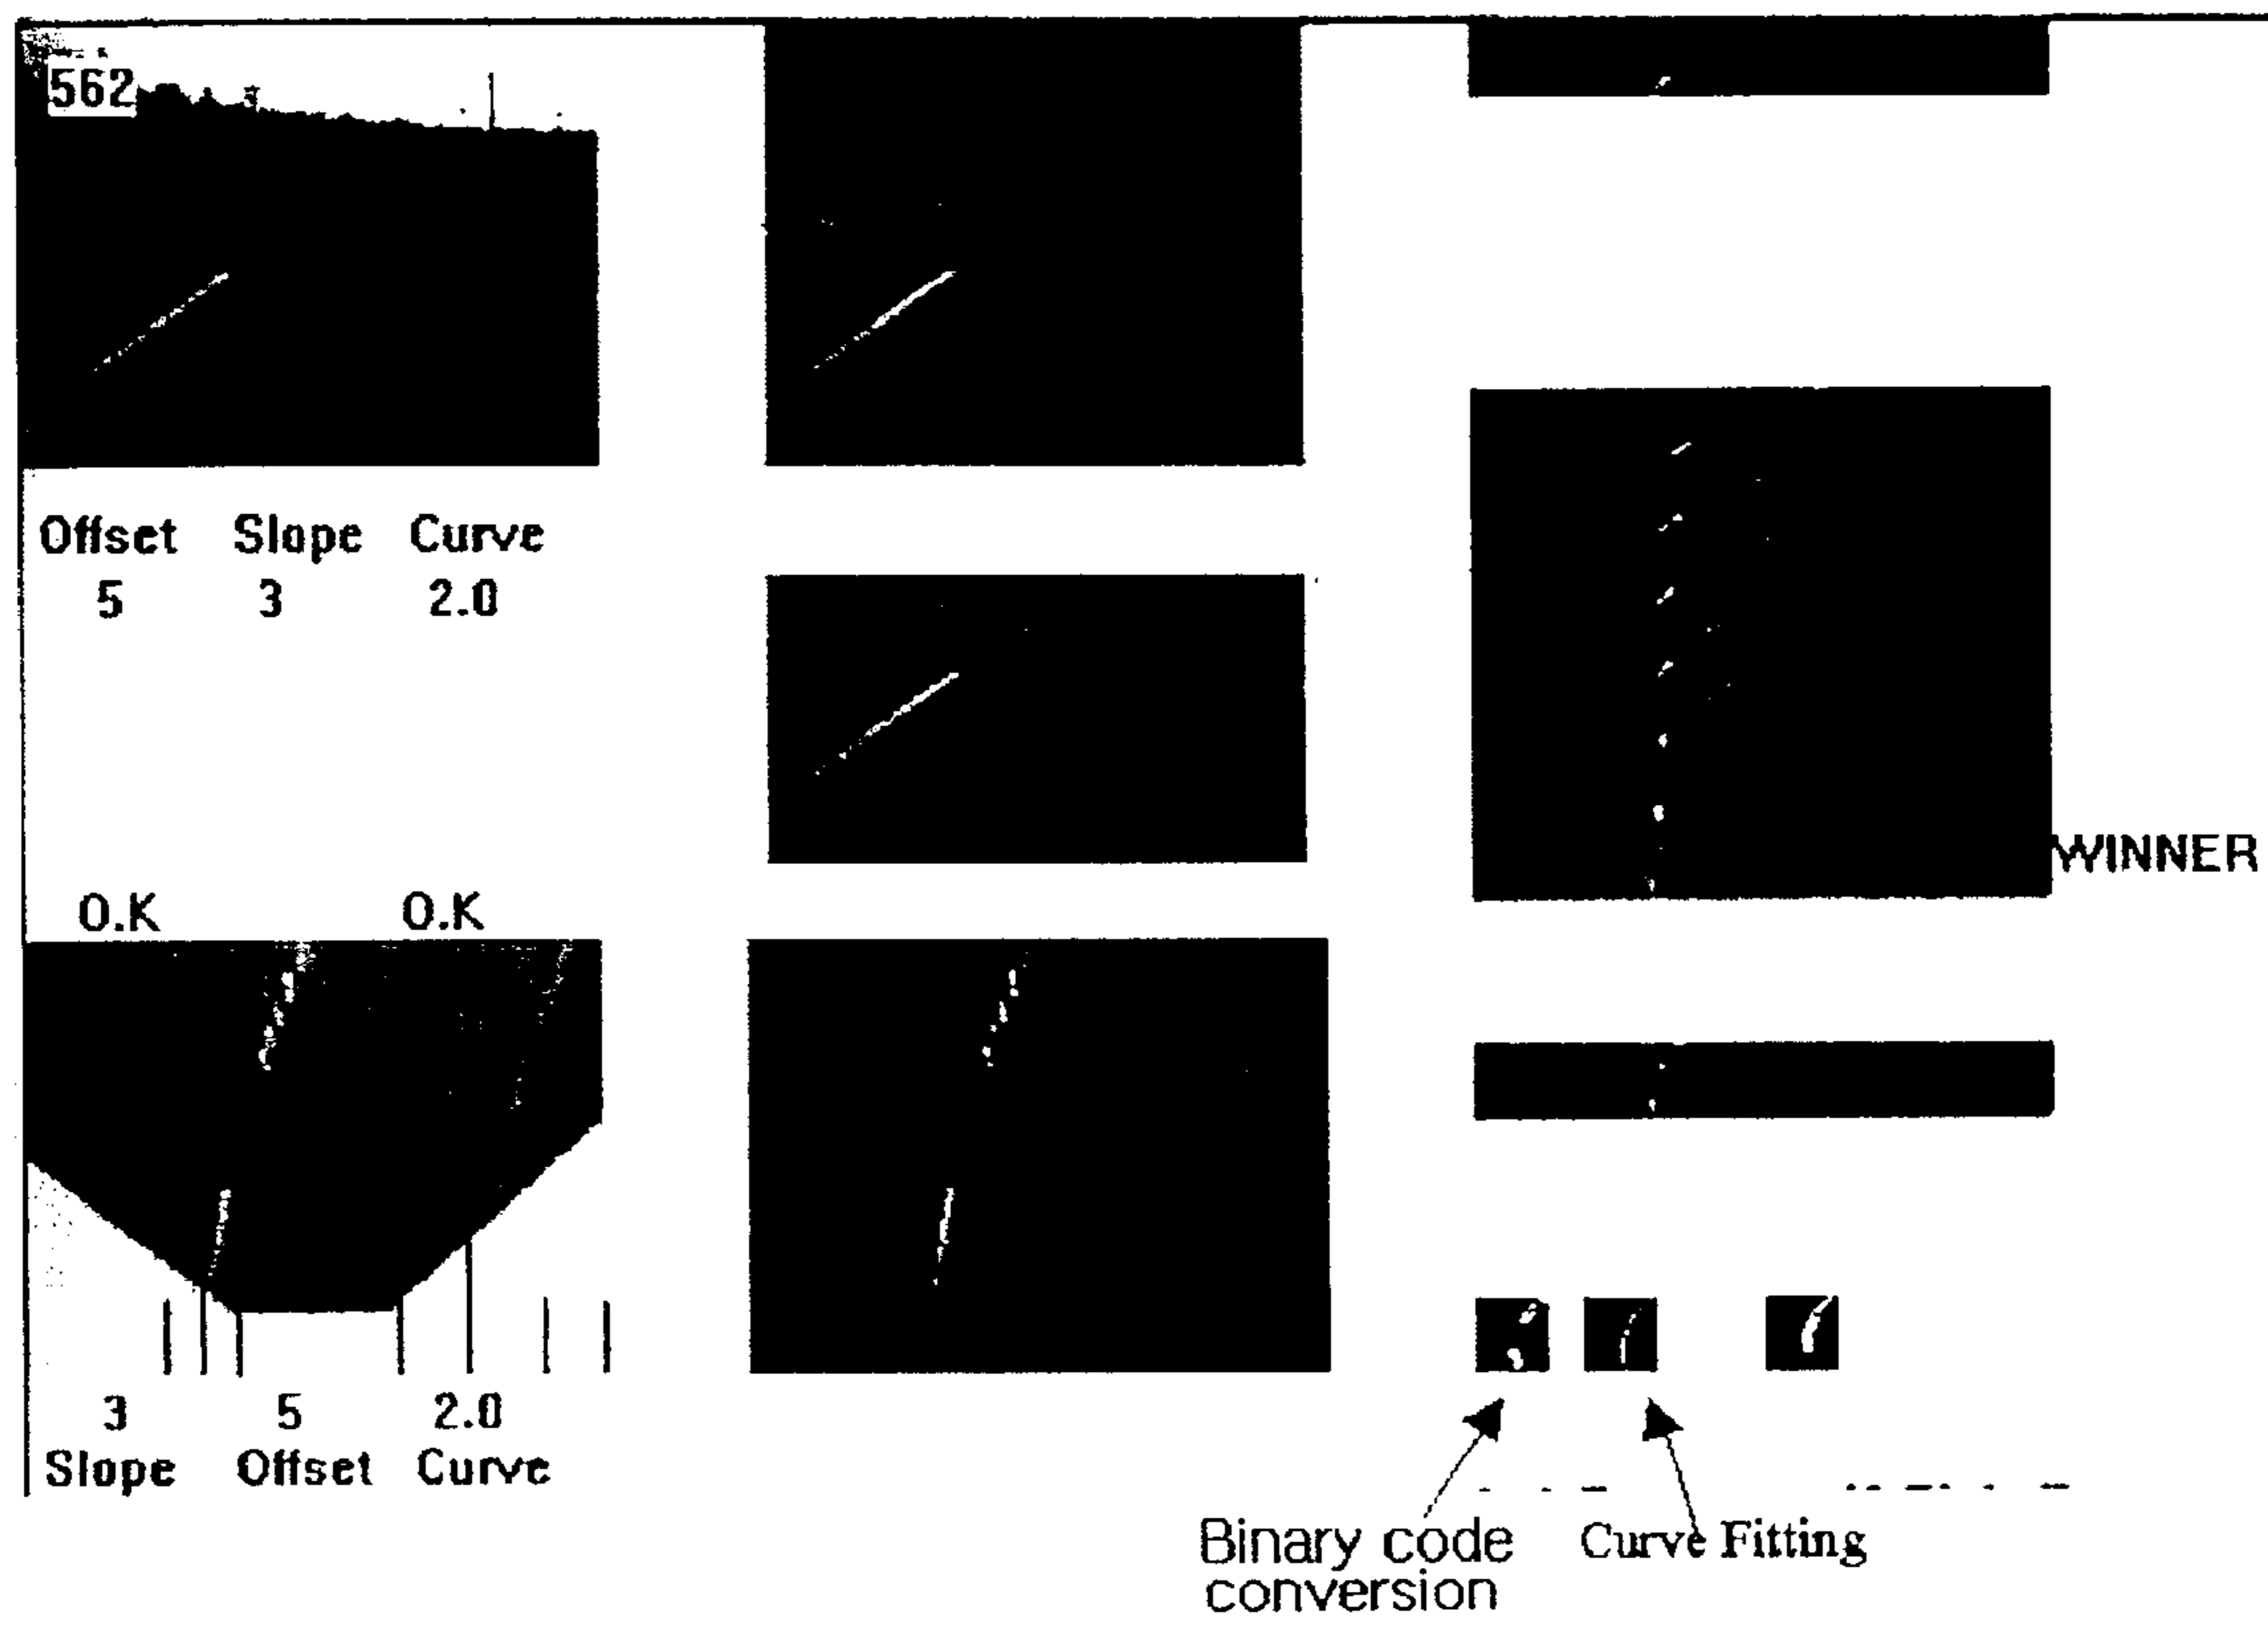 562
Offset Slope Curve
5 3 2.0
WINNER
O.K O.K
3 5 2.0
Slope Offset Curve
Binary code Curve Fitting
conversion